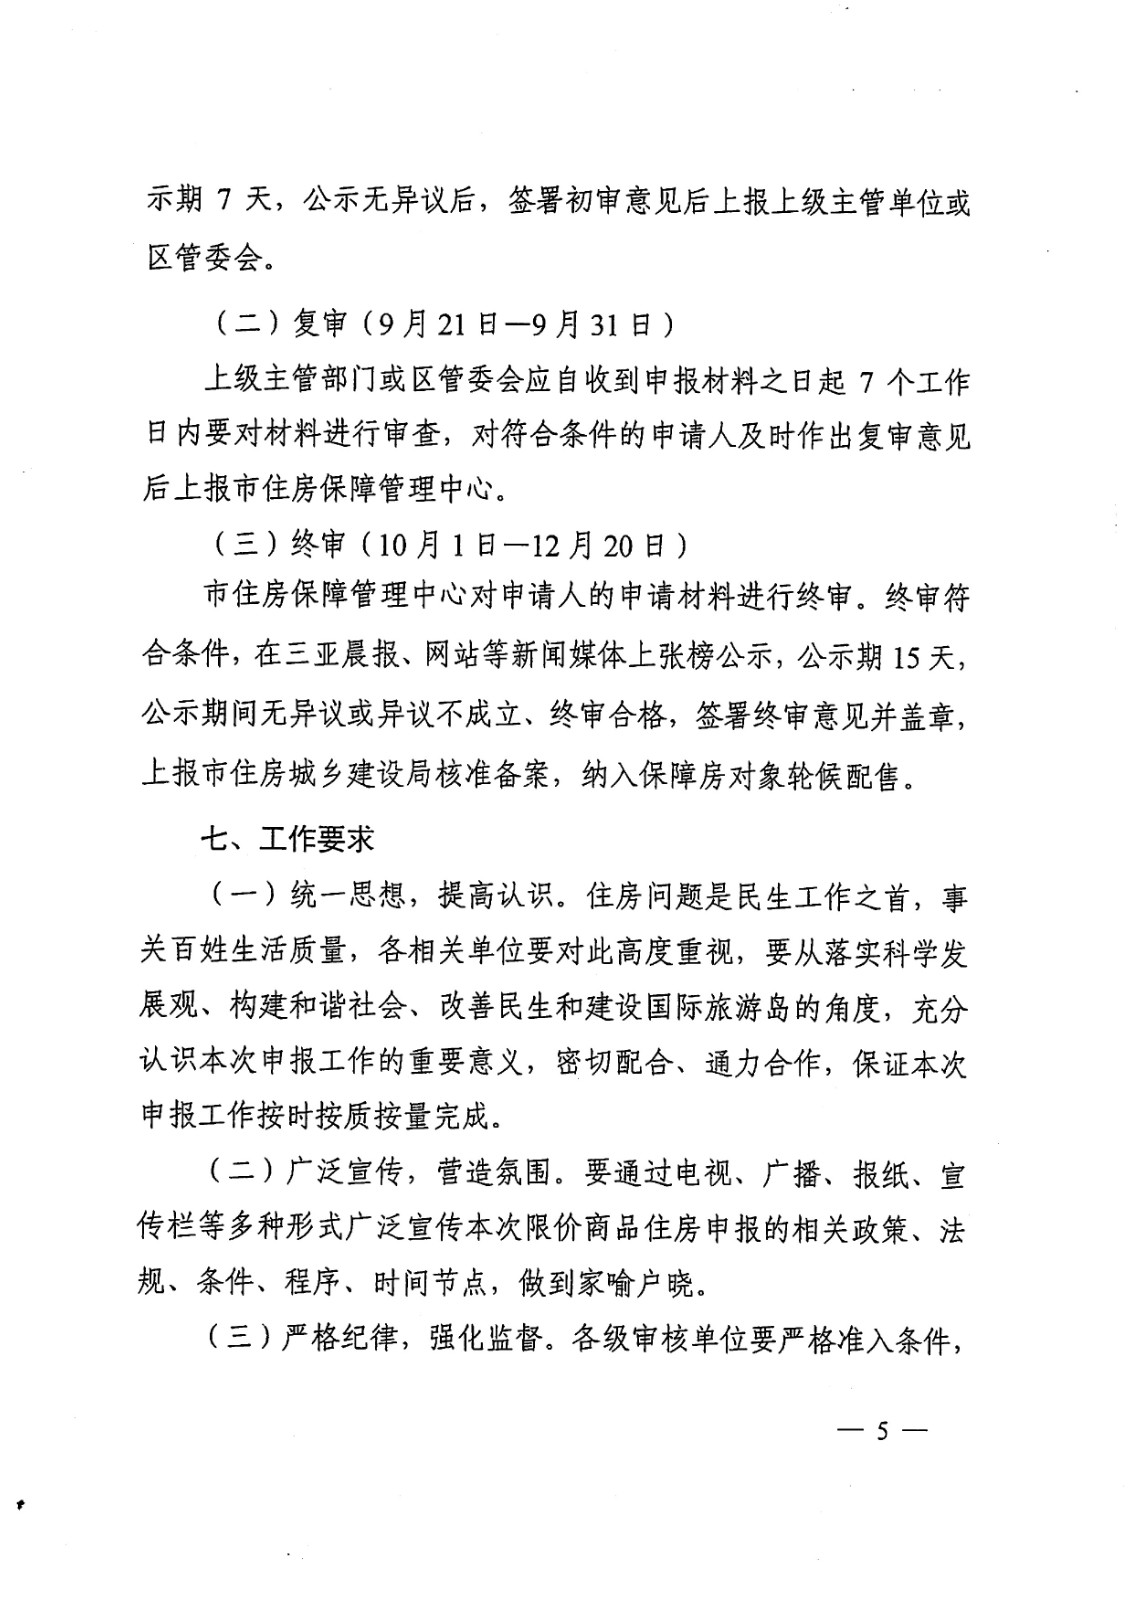 示期 7 天，公示无异议后，签署初审意见后上报上级主管单位或
区管委会。
（二）复审（9 月 21 日—9 月 31 日）
上级主管部门或区管委会应自收到申报材料之日起 7 个工作
日内要对材料进行审查，对符合条件的申请人及时作出复审意见
后上报市住房保障管理中心。
（三）终审（10 月 1 日—12 月 20 日）
市住房保障管理中心对申请人的申请材料进行终审。终审符
合条件，在三亚晨报、网站等新闻媒体上张榜公示，公示期 15 天，
公示期间无异议或异议不成立、终审合格，签署终审意见并盖章，
上报市住房城乡建设局核准备案，纳入保障房对象轮候配售。
七、工作要求
（一）统一思想，提高认识。住房问题是民生工作之首，事
关百姓生活质量，各相关单位要对此高度重视，要从落实科学发
展观、构建和谐社会、改善民生和建设国际旅游岛的角度，充分
认识本次申报工作的重要意义，密切配合、通力合作，保证本次
申报工作按时按质按量完成。
（二）广泛宣传，营造氛围。要通过电视、广播、报纸、宣
传栏等多种形式广泛宣传本次限价商品住房申报的相关政策、法
规、条件、程序、时间节点，做到家喻户晓。
（三）严格纪律，强化监督。各级审核单位要严格准入条件，
— 5 —